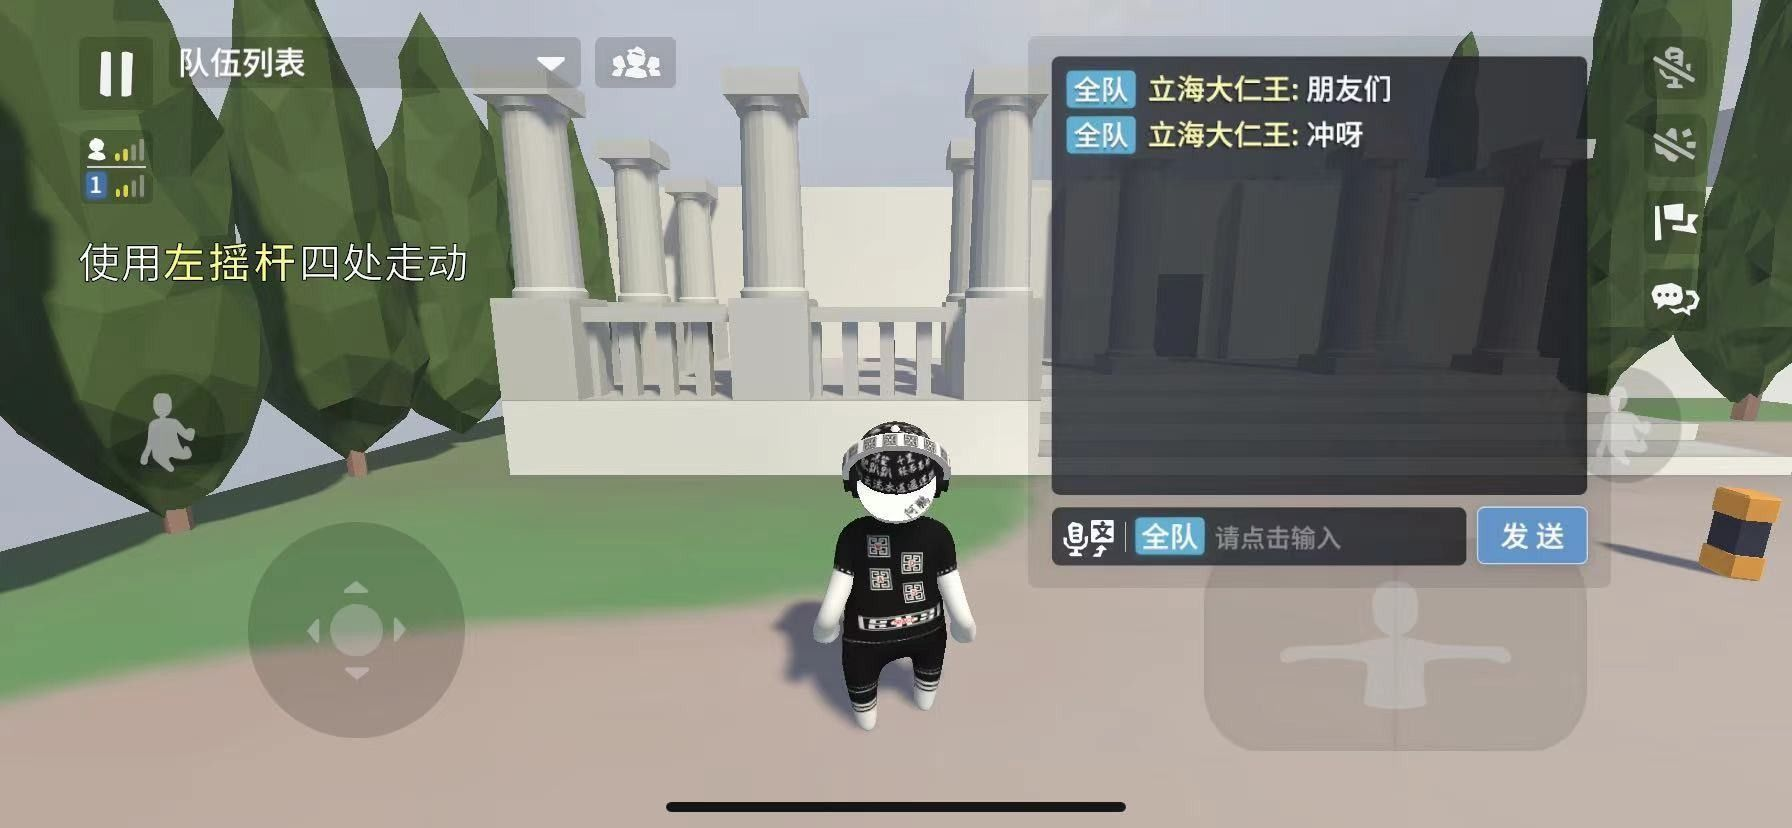 队伍列表
1
使用左摇杆四处走动
全队 立海大仁王: 朋友们
全队 立海大仁王: 冲呀
文 全队 请点击输入
发送